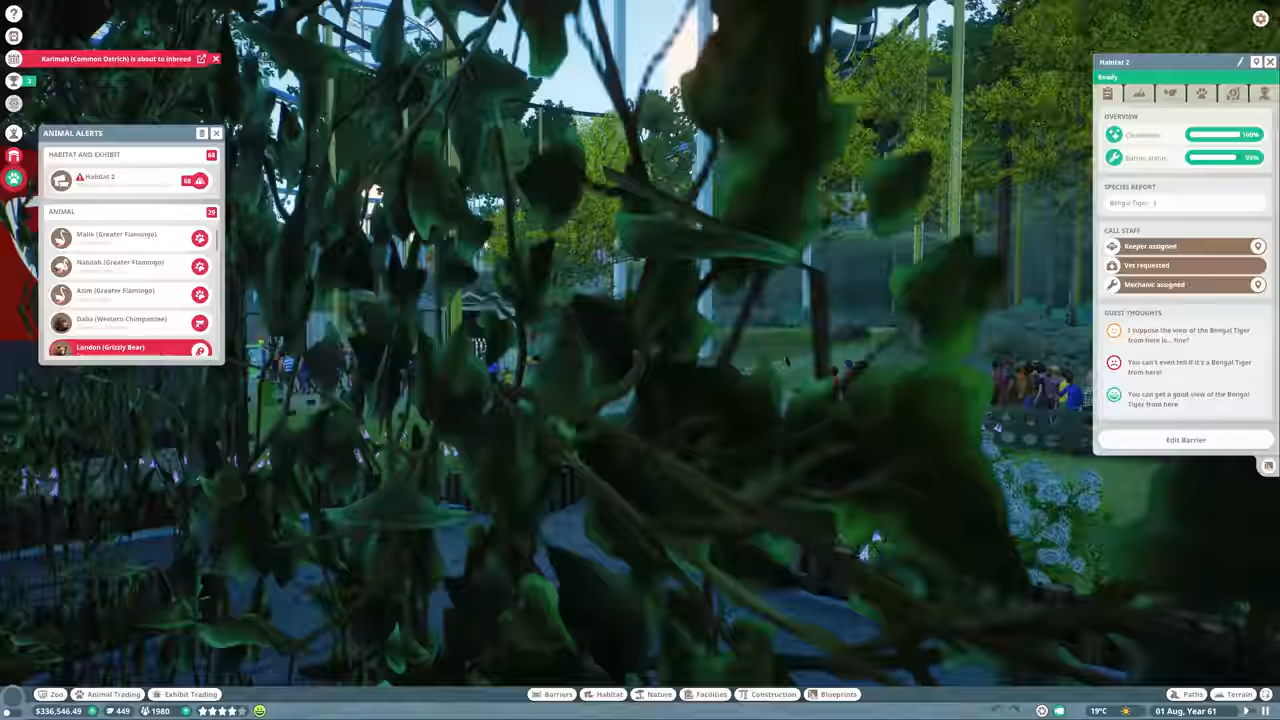 Karimah (Common Ostrich) is about to inbreed
3
ANIMAL ALERTS
HABITAT AND EXHIBIT 68
Habitat 2 68
ANIMAL 29
Malik (Greater Flamingo)
Nabilah (Greater Flamingo)
Azim (Greater Flamingo)
Dalia (Western Chimpanzee)
London (Grizzly Bear)
Habitat 2
Ready
OVERVIEW
Cleanliness 100%
Barrier status 93%
SPECIES REPORT
Bengal Tiger
CALL STAFF
Keeper assigned
Vet requested
Mechanic assigned
GUEST THOUGHTS
I suppose the view of the Bengal Tiger
from here is... fine?
You can't even tell if it's a Bengal Tiger
from here!
You can get a good view of the Bengal
Tiger from here
Edit Barrier
Zoo Animal Trading Exhibit Trading Barriers Habitat Nature Facilities Construction Blueprints Paths Terrain
$336,546.49 449 1980 19°C 01 Aug, Year 61